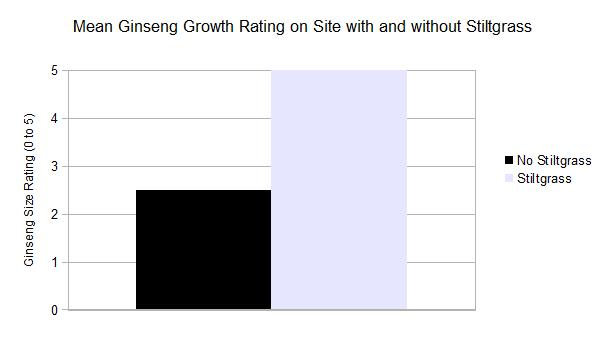 Mean Ginseng Growth Rating on Site with and without Stiltgrass
Ginseng Size Rating (0 to 5)
5
4
3
2
1
0
No Stiltgrass
Stiltgrass